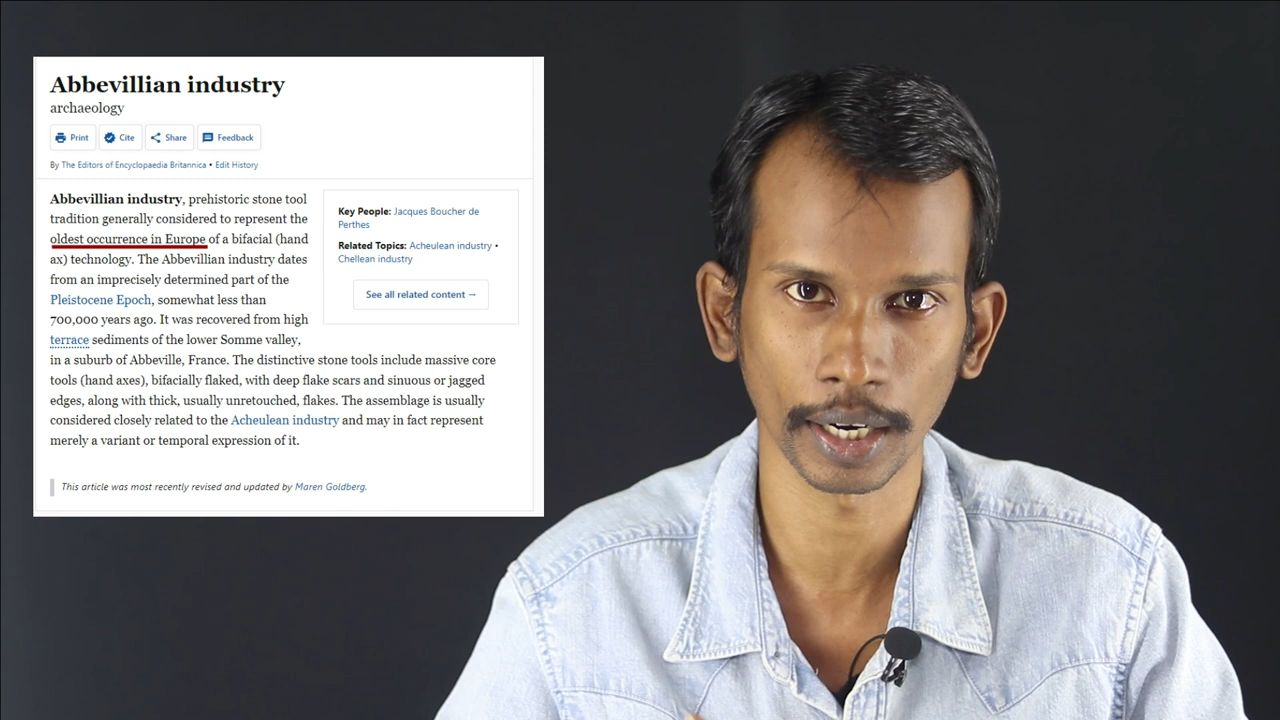 Abbevillian industry
archaeology
Print Cite Share Feedback
By The Editors of Encyclopaedia Britannica • Edit History
Abbevillian industry, prehistoric stone tool
tradition generally considered to represent the
oldest occurrence in Europe of a bifacial (hand
ax) technology. The Abbevillian industry dates
from an imprecisely determined part of the
Pleistocene Epoch, somewhat less than
700,000 years ago. It was recovered from high
terrace sediments of the lower Somme valley,
in a suburb of Abbeville, France. The distinctive stone tools include massive core
tools (hand axes), bifacially flaked, with deep flake scars and sinuous or jagged
edges, along with thick, usually unretouched, flakes. The assemblage is usually
considered closely related to the Acheulean industry and may in fact represent
merely a variant or temporal expression of it.
Key People: Jacques Boucher de
Perthes
Related Topics: Acheulean industry •
Chellean industry
See all related content →
This article was most recently revised and updated by Maren Goldberg.